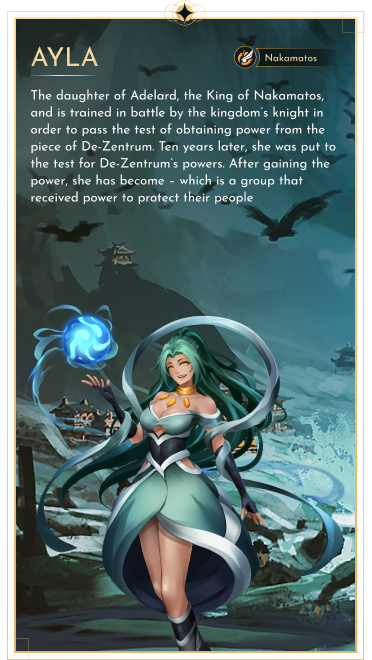 AYLA
Nakamatos
The daughter of Adelard, the King of Nakamatos,
and is trained in battle by the kingdom's knight in
order to pass the test of obtaining power from the
piece of De-Zentrum. Ten years later, she was put to
the test for De-Zentrum's powers. After gaining the
power, she has become – which is a group that
received power to protect their people